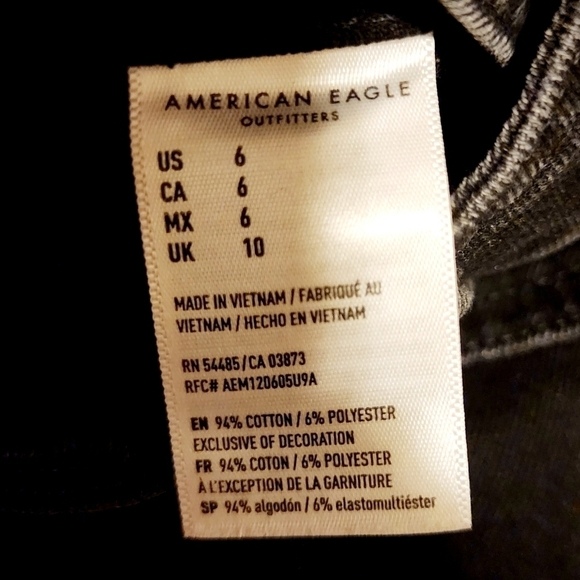 AMERICAN EAGLE
OUTFITTERS
US 6
CA 6
MX 6
UK 10
MADE IN VIETNAM / FABRIQUÉ AU
VIETNAM / HECHO EN VIETNAM
RN 54485 / CA 03873
RFC# AEM120605U9A
EN 94% COTTON / 6% POLYESTER
EXCLUSIVE OF DECORATION
FR 94% COTON / 6% POLYESTER
À L'EXCEPTION DE LA GARNITURE
SP 94% algodón / 6% elastomultiéster